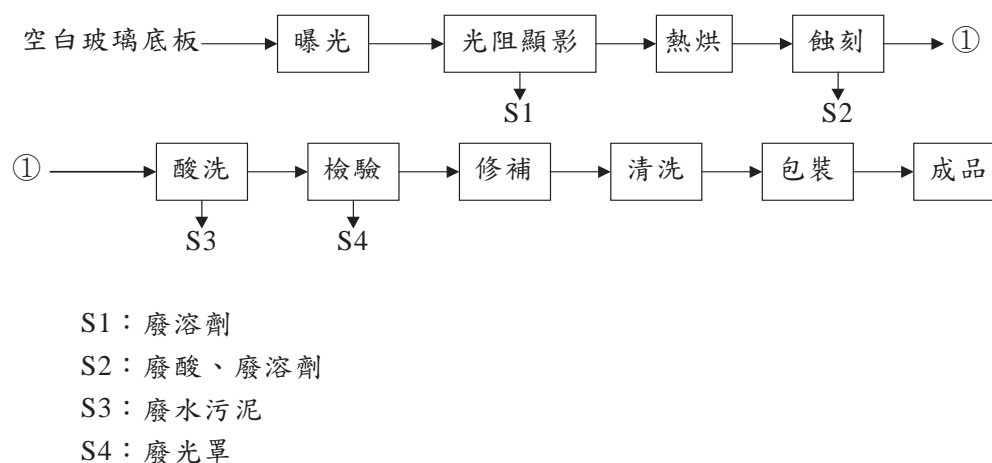 空白玻璃底板 曝光 光阻顯影 熱烘 蝕刻 ①
S1 S2
① 酸洗 檢驗 修補 清洗 包裝 成品
S3 S4
S1：廢溶劑
S2：廢酸、廢溶劑
S3：廢水污泥
S4：廢光罩